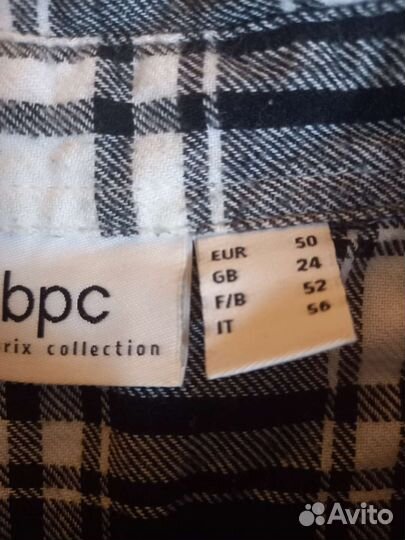 bpc
rix collection
EUR 50
GB 24
F/B 52
IT 56
Avito